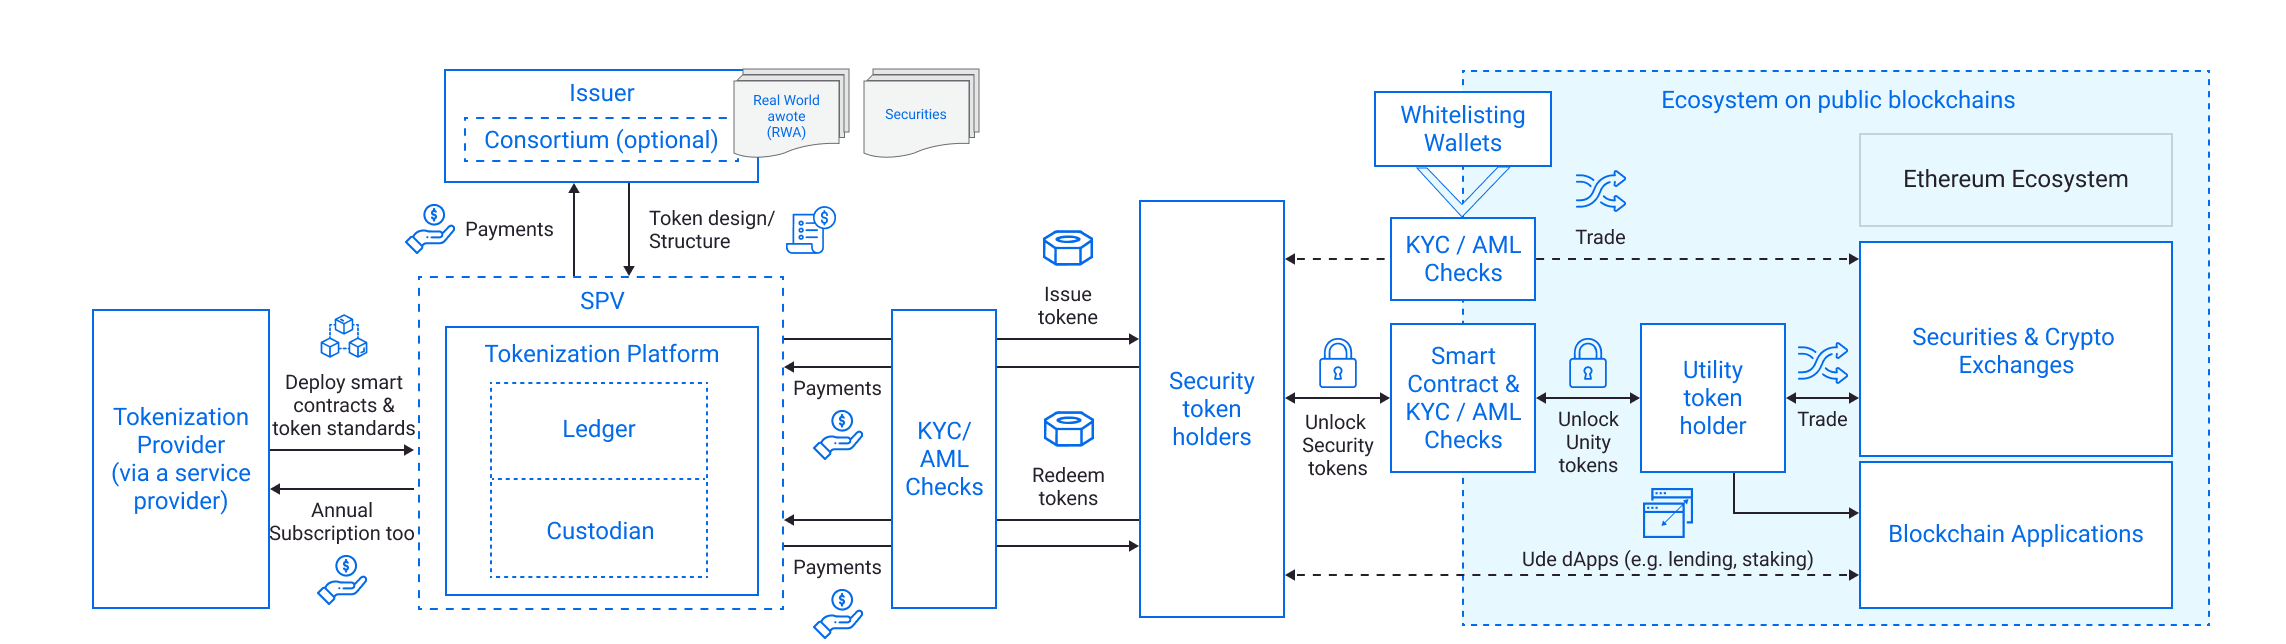 Issuer
Consortium (optional)
Real World
awote
(RWA)
Securities
Payments
Token design/
Structure
SPV
Tokenization Platform
Ledger
Custodian
Tokenization
Provider
(via a service
provider)
Deploy smart
contracts &
token standards
Annual
Subscription too
Payments
Payments
KYC/
AML
Checks
Issue
tokene
Redeem
tokens
Security
token
holders
Ecosystem on public blockchains
Whitelisting
Wallets
KYC / AML
Checks
Trade
Ethereum Ecosystem
Unlock
Security
tokens
Smart
Contract &
KYC / AML
Checks
Unlock
Unity
tokens
Utility
token
holder
Trade
Securities & Crypto
Exchanges
Ude dApps (e.g. lending, staking)
Blockchain Applications